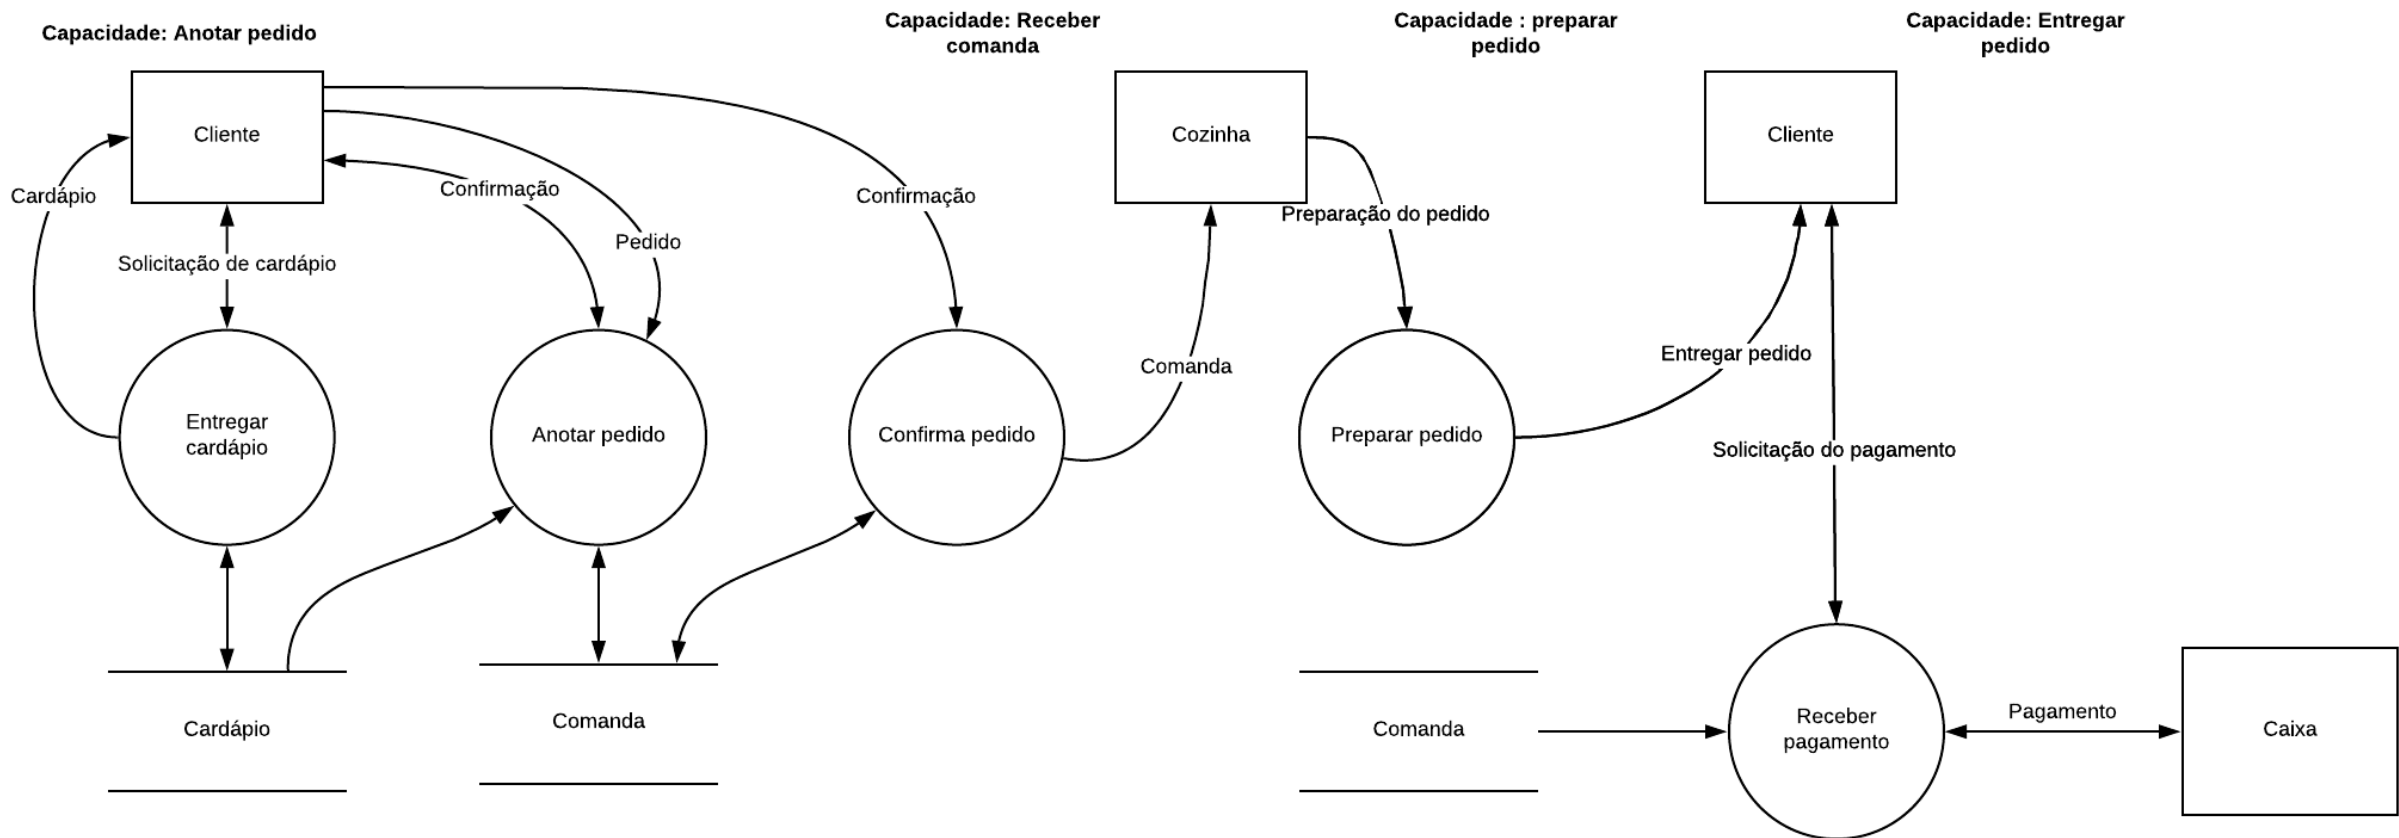 Capacidade: Anotar pedido
Capacidade: Receber
comanda
Capacidade : preparar
pedido
Capacidade: Entregar
pedido
Cliente
Cozinha
Cliente
Cardápio
Confirmação
Confirmação
Preparação do pedido
Pedido
Solicitação de cardápio
Entregar pedido
Comanda
Entregar
cardápio
Anotar pedido
Confirma pedido
Preparar pedido
Solicitação do pagamento
Cardápio
Comanda
Comanda
Receber
pagamento
Pagamento
Caixa